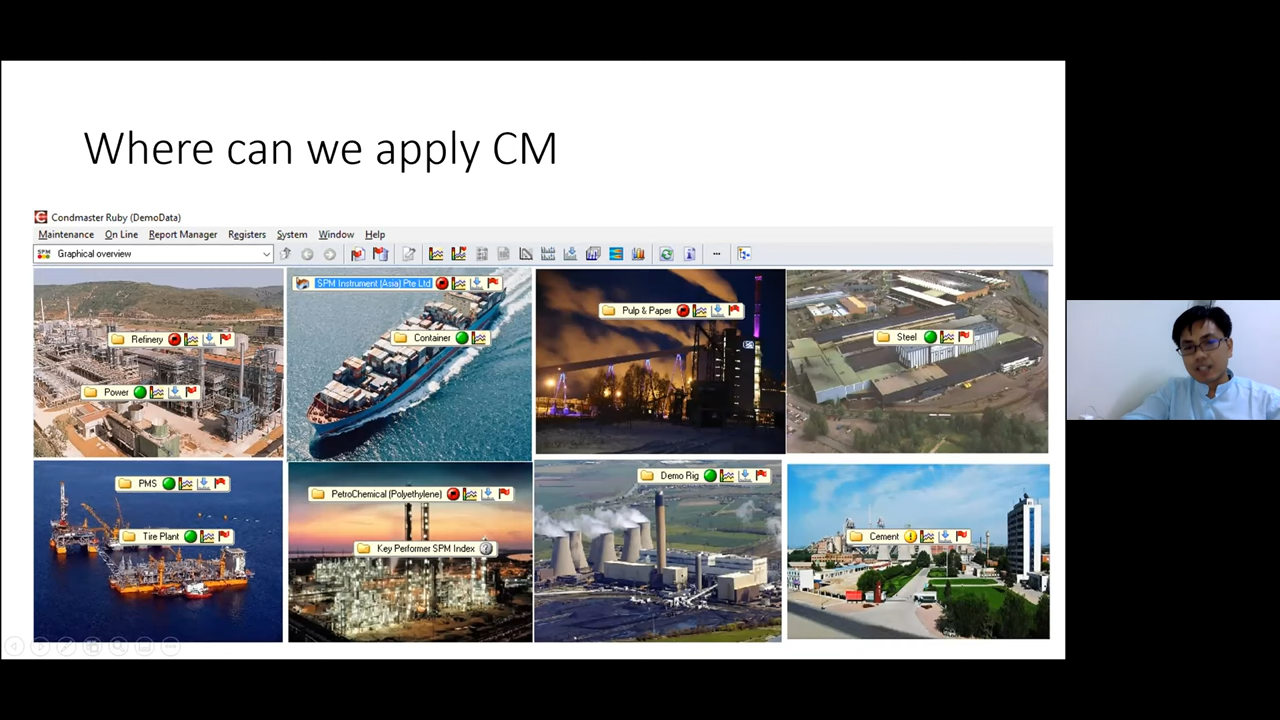 Where can we apply CM
Condmaster Ruby (DemoData)
Maintenance On Line Report Manager Registers System Window Help
SPM Graphical overview
SPM Instrument (Asia) Pte Ltd
Refinery
Container
Power
Pulp & Paper
Steel
PMS
Tire Plant
PetroChemical (Polyethylene)
Key Performer SPM Index
Demo Rig
Cement